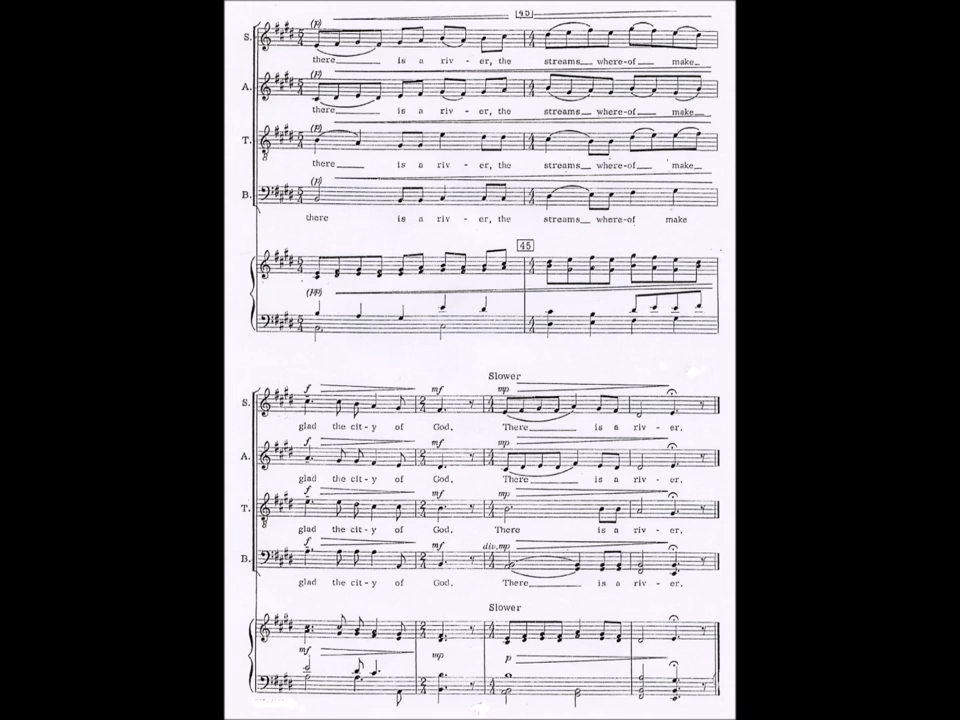 45
(p)
S.
there is a riv - er, the streams where-of make
(p)
A.
there is a riv - er, the streams where-of make
(p)
T.
there is a riv - er, the streams where-of make
(p)
B.
there is a riv - er, the streams where-of make
45
(pp)
Slower
f mf mp
S.
glad the cit - y of God. There is a riv - er.
f mf mp
A.
glad the cit - y of God. There is a riv - er.
f mf mp
T.
glad the cit - y of God. There is a riv - er.
f mf div. mp
B.
glad the cit - y of God. There is a riv - er.
Slower
mf mp p